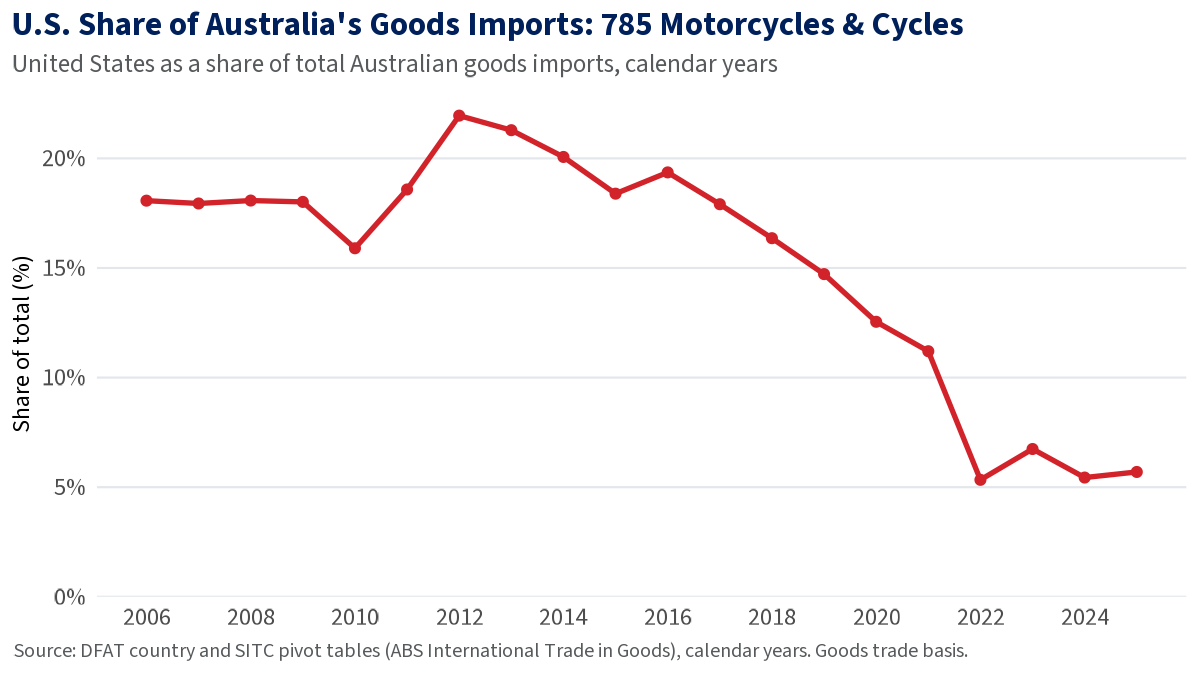 U.S. Share of Australia's Goods Imports: 785 Motorcycles & Cycles
United States as a share of total Australian goods imports, calendar years
Share of total (%)
20%
15%
10%
5%
0%
2006 2008 2010 2012 2014 2016 2018 2020 2022 2024
Source: DFAT country and SITC pivot tables (ABS International Trade in Goods), calendar years. Goods trade basis.